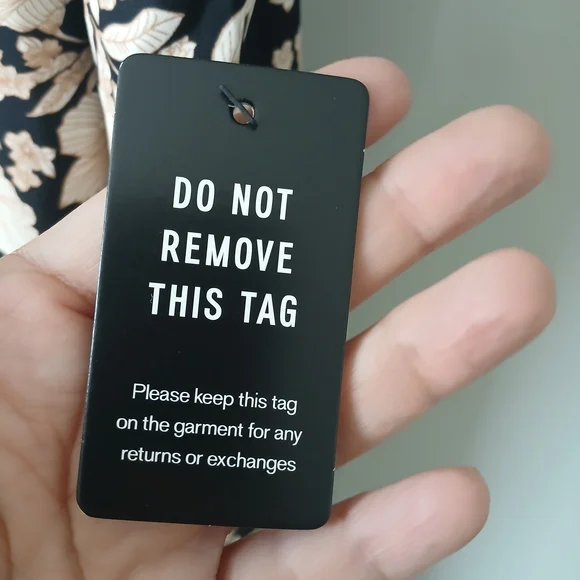 DO NOT
REMOVE
THIS TAG
Please keep this tag
on the garment for any
returns or exchanges